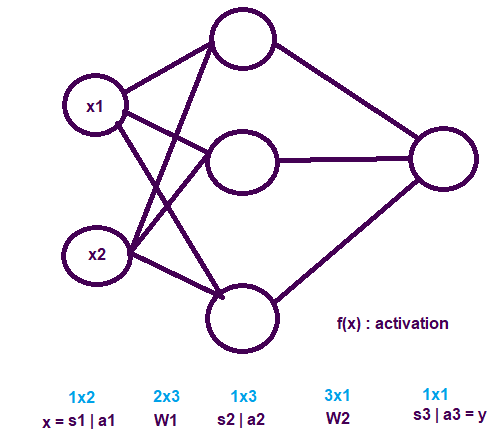 x1
x2
f(x) : activation
1x2 2x3 1x3 3x1 1x1
x = s1 | a1 W1 s2 | a2 W2 s3 | a3 = y